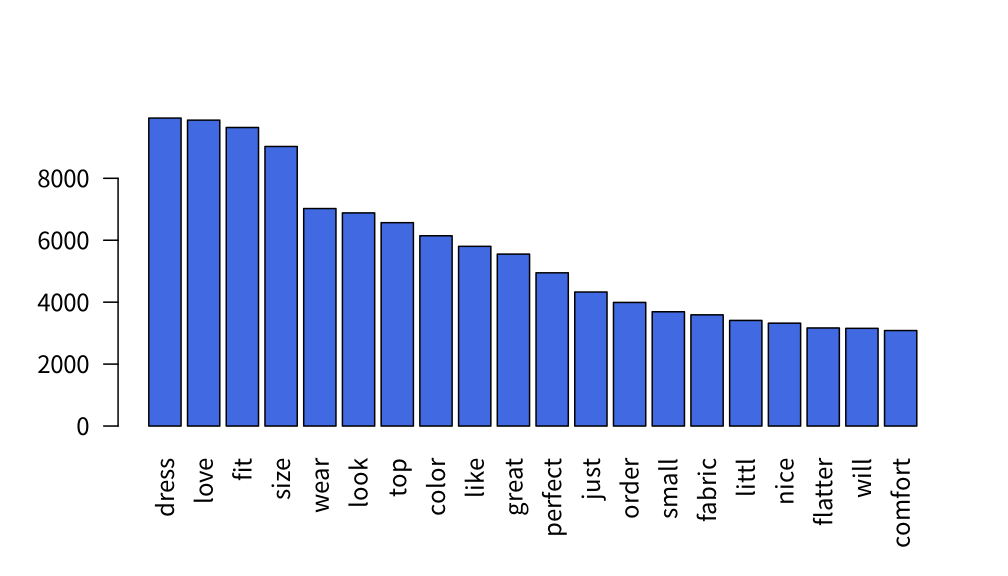 8000
6000
4000
2000
0
dress
love
fit
size
wear
look
top
color
like
great
perfect
just
order
small
fabric
littl
nice
flatter
will
comfort